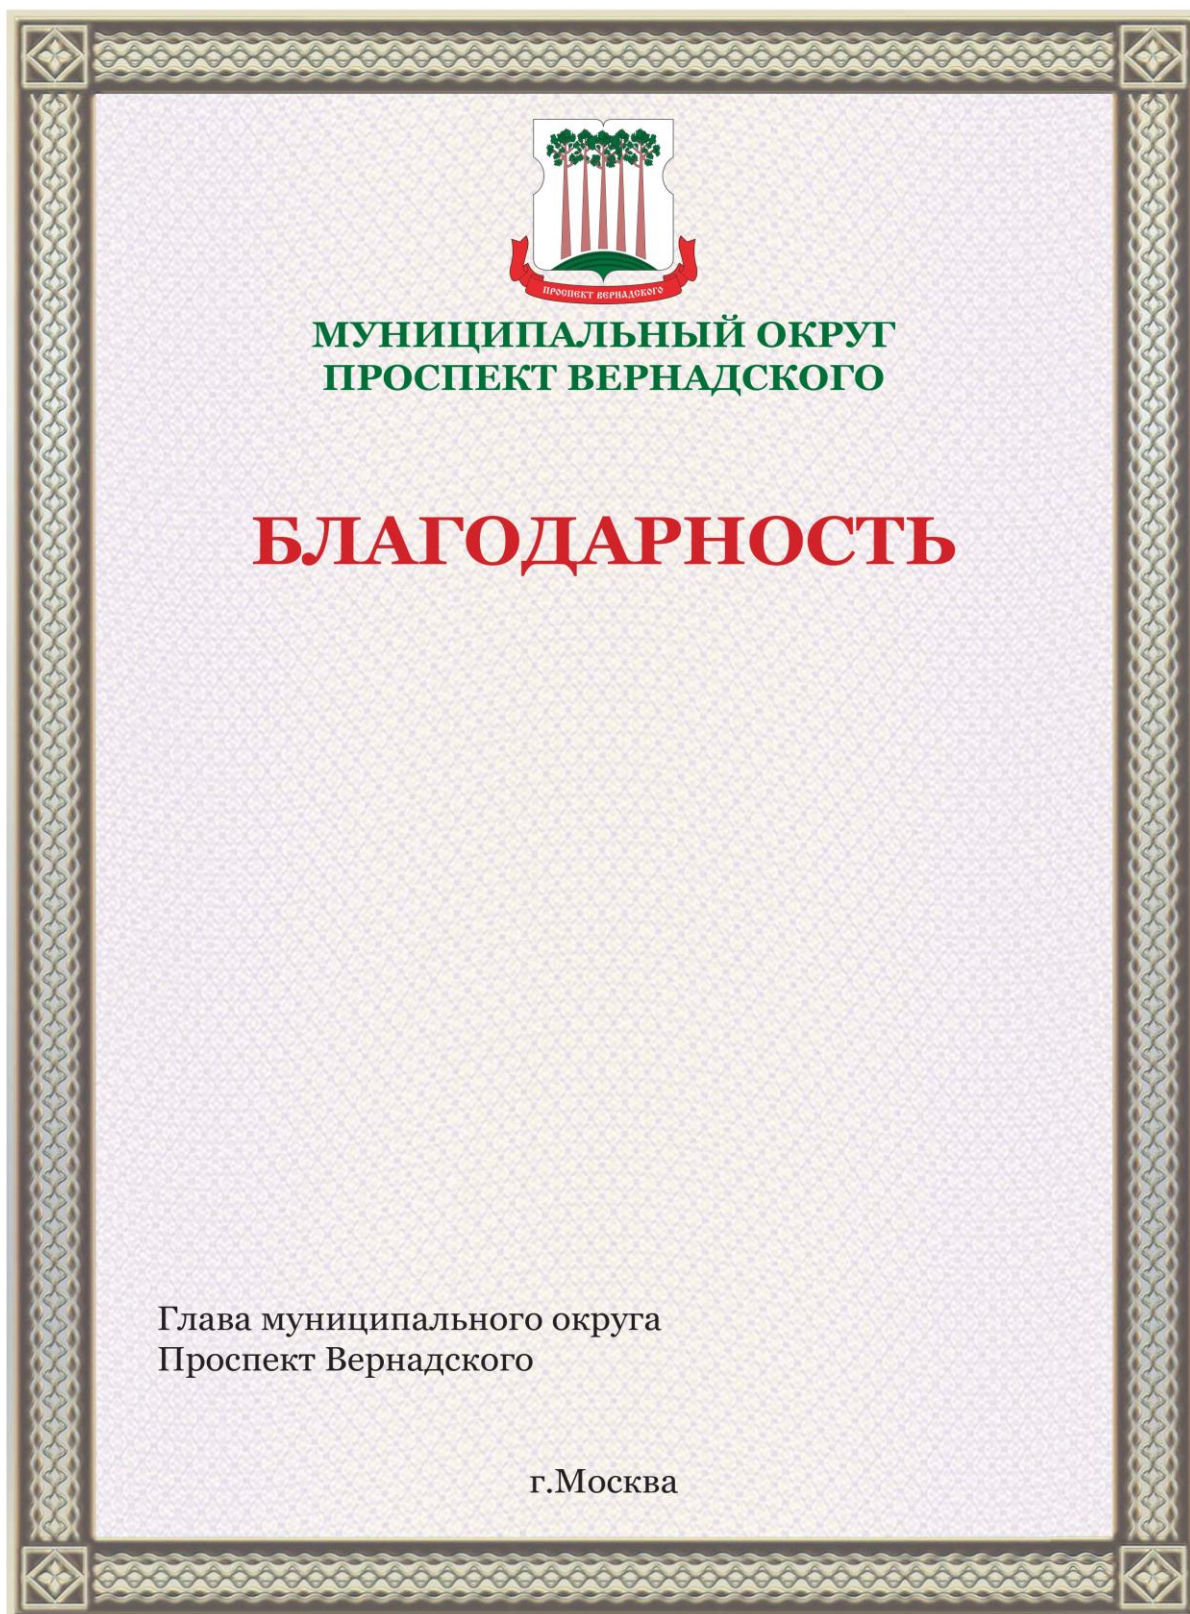 ПРОСПЕКТ ВЕРНАДСКОГО
МУНИЦИПАЛЬНЫЙ ОКРУГ
ПРОСПЕКТ ВЕРНАДСКОГО
БЛАГОДАРНОСТЬ
Глава муниципального округа
Проспект Вернадского
г.Москва